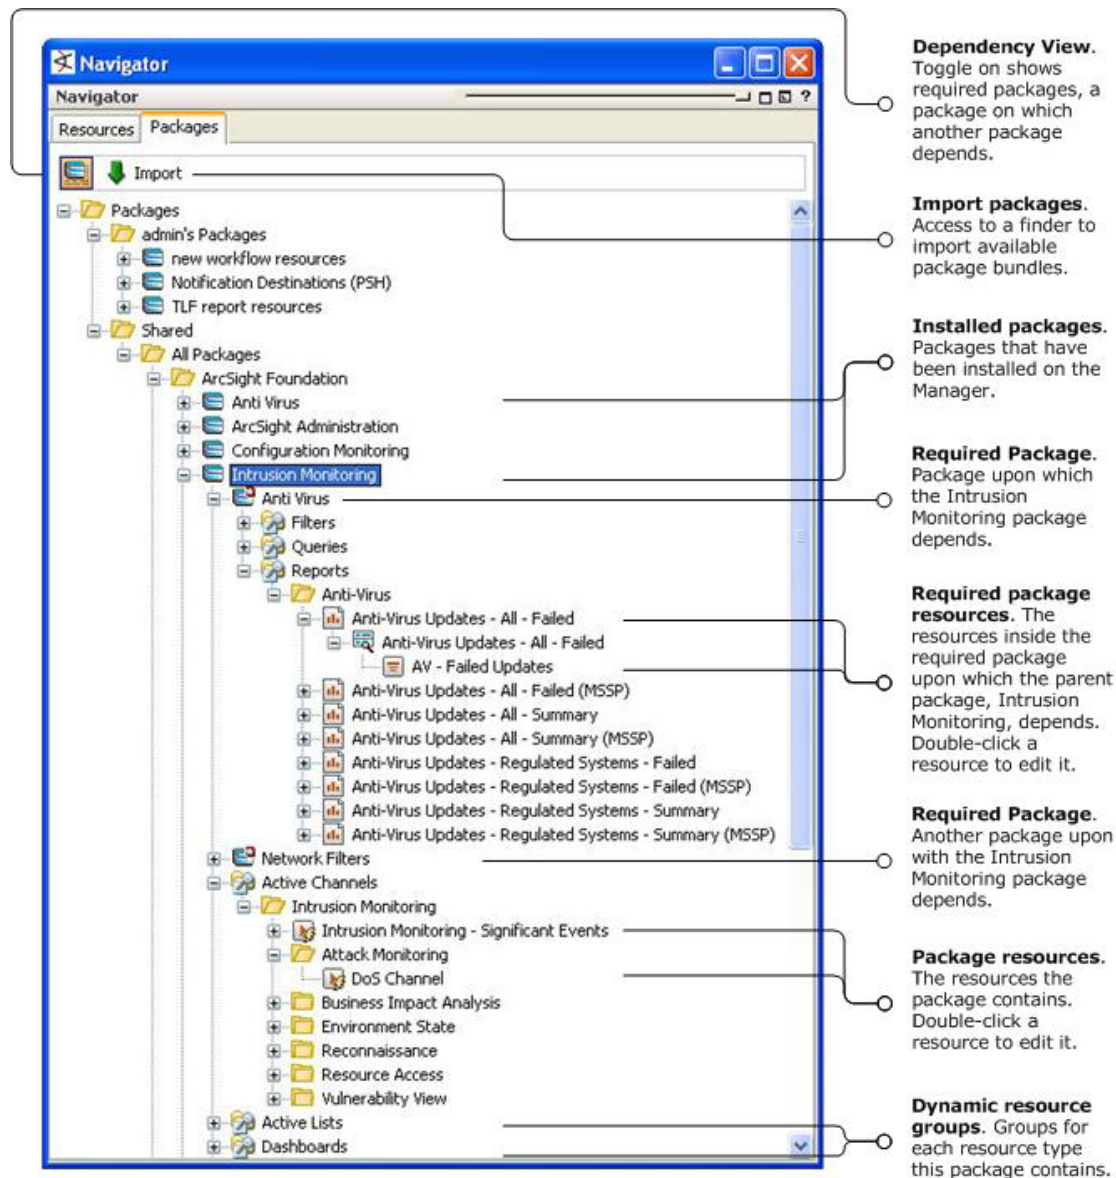 Navigator
Navigator
?
Resources
Packages
Import
Packages
admin's Packages
new workflow resources
Notification Destinations (PSH)
TLF report resources
Shared
All Packages
ArcSight Foundation
Anti Virus
ArcSight Administration
Configuration Monitoring
Intrusion Monitoring
Anti Virus
Filters
Queries
Reports
Anti-Virus
Anti-Virus Updates - All - Failed
Anti-Virus Updates - All - Failed
AV - Failed Updates
Anti-Virus Updates - All - Failed (MSSP)
Anti-Virus Updates - All - Summary
Anti-Virus Updates - All - Summary (MSSP)
Anti-Virus Updates - Regulated Systems - Failed
Anti-Virus Updates - Regulated Systems - Failed (MSSP)
Anti-Virus Updates - Regulated Systems - Summary
Anti-Virus Updates - Regulated Systems - Summary (MSSP)
Network Filters
Active Channels
Intrusion Monitoring
Intrusion Monitoring - Significant Events
Attack Monitoring
DoS Channel
Business Impact Analysis
Environment State
Reconnaissance
Resource Access
Vulnerability View
Active Lists
Dashboards
Dependency View.
Toggle on shows
required packages, a
package on which
another package
depends.
Import packages.
Access to a finder to
import available
package bundles.
Installed packages.
Packages that have
been installed on the
Manager.
Required Package.
Package upon which
the Intrusion
Monitoring package
depends.
Required package
resources. The
resources inside the
required package
upon which the parent
package, Intrusion
Monitoring, depends.
Double-click a
resource to edit it.
Required Package.
Another package upon
with the Intrusion
Monitoring package
depends.
Package resources.
The resources the
package contains.
Double-click a
resource to edit it.
Dynamic resource
groups. Groups for
each resource type
this package contains.